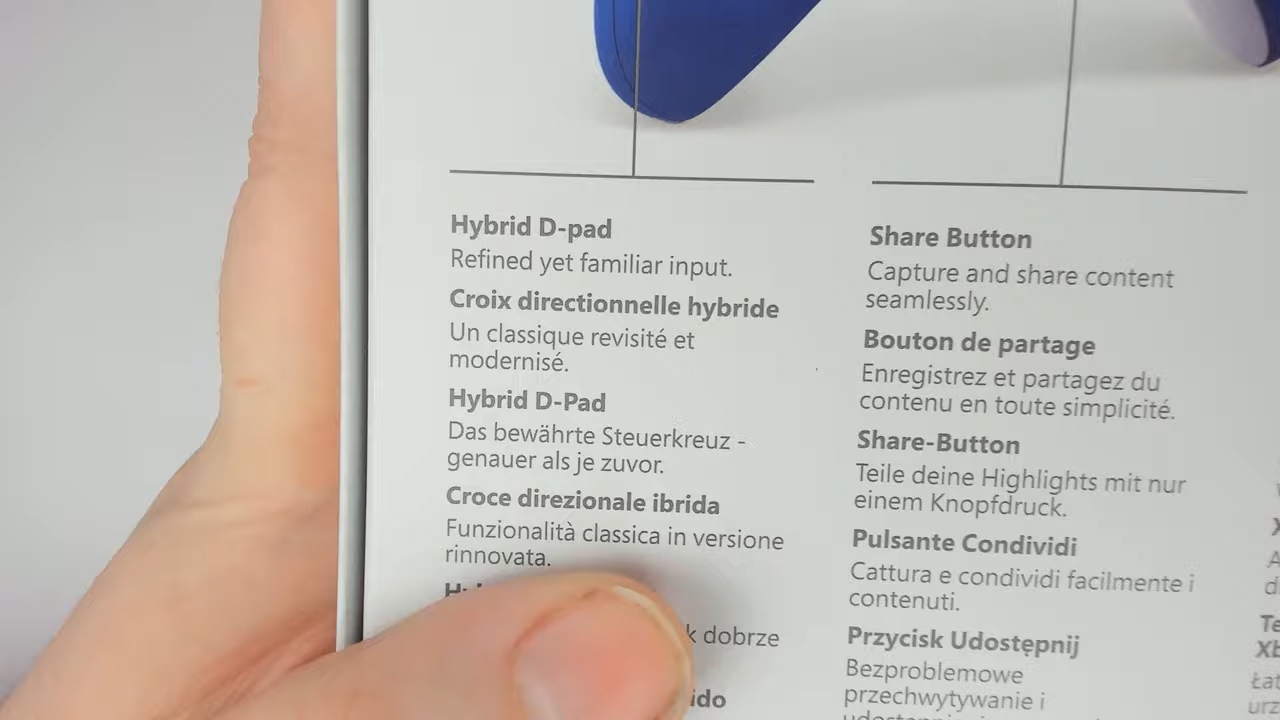 Hybrid D-pad
Refined yet familiar input.
Croix directionnelle hybride
Un classique revisité et
modernisé.
Hybrid D-Pad
Das bewährte Steuerkreuz -
genauer als je zuvor.
Croce direzionale ibrida
Funzionalità classica in versione
rinnovata.
dobrze
Share Button
Capture and share content
seamlessly.
Bouton de partage
Enregistrez et partagez du
contenu en toute simplicité.
Share-Button
Teile deine Highlights mit nur
einem Knopfdruck.
Pulsante Condividi
Cattura e condividi facilmente i
contenuti.
Przycisk Udostępnij
Bezproblemowe
przechwytywanie i